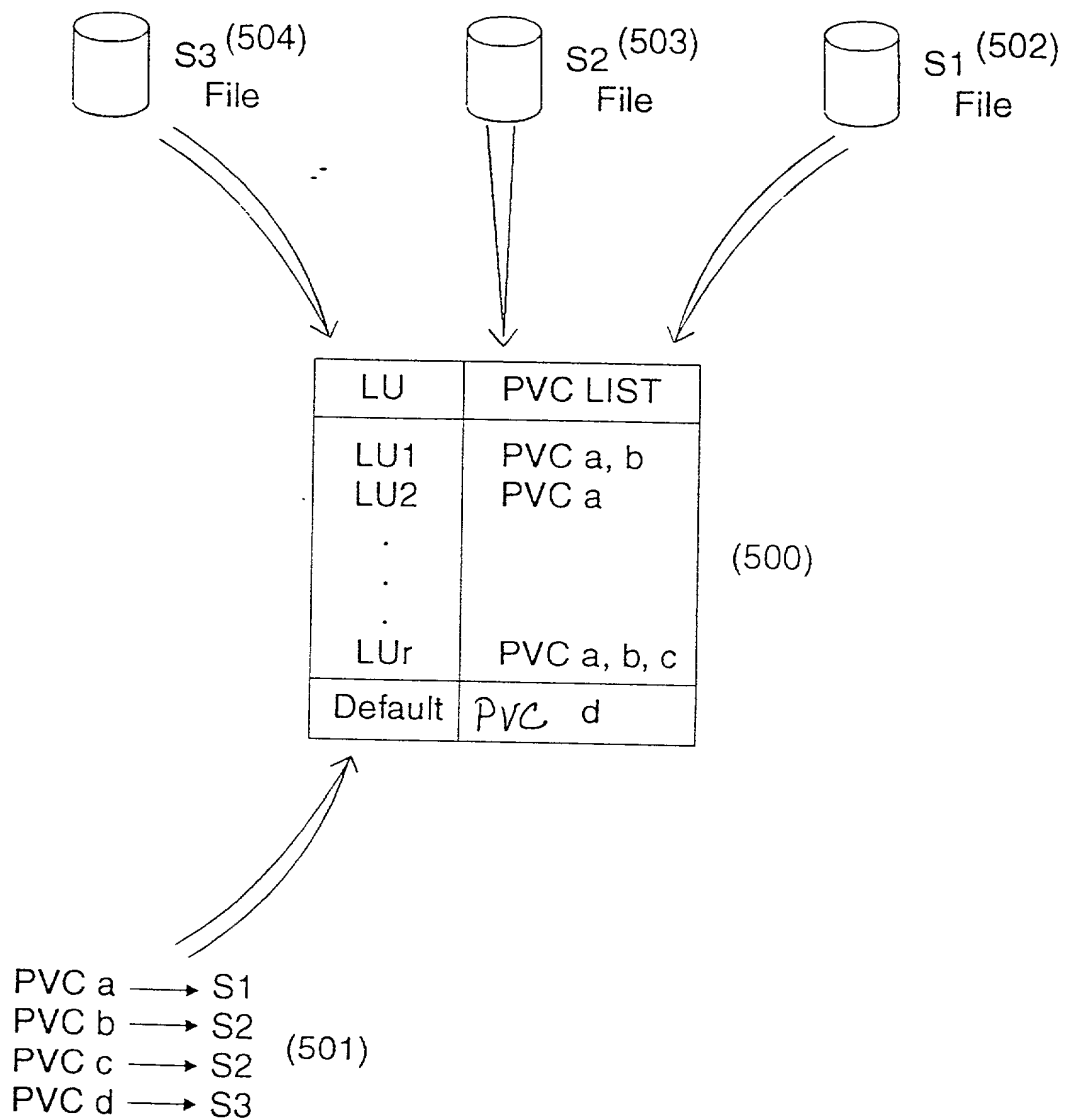 S3 (504)
File
S2 (503)
File
S1 (502)
File
LU PVC LIST
LU1 PVC a, b
LU2 PVC a
.
.
.
LUr PVC a, b, c
Default PVC d
(500)
PVC a → S1
PVC b → S2
PVC c → S2
PVC d → S3
(501)